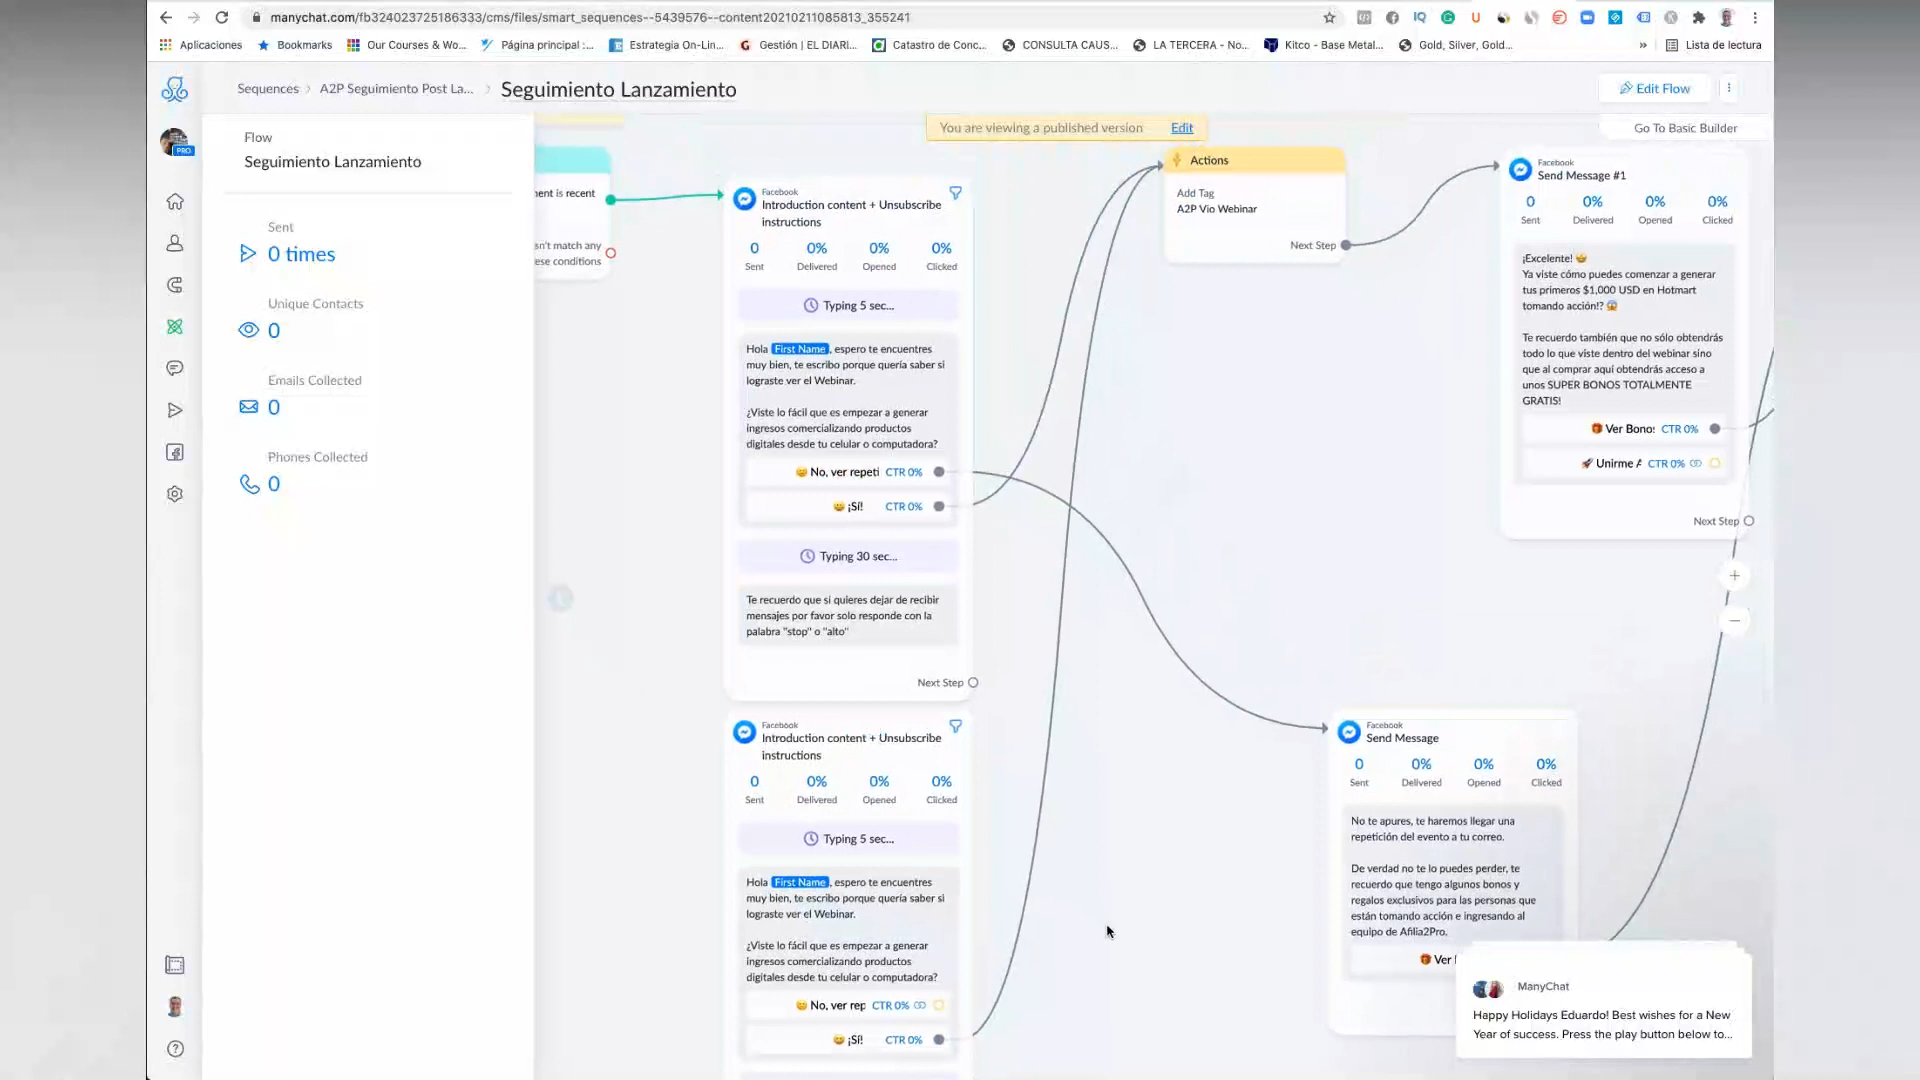 manychat.com/fb324023725186333/cms/files/smart_sequences--5439576--content20210211085813_355241
Aplicaciones
Bookmarks
Our Courses & Wo...
Página principal :...
Estrategia On-Lin...
Gestión | EL DIARI...
Catastro de Conc...
CONSULTA CAUS...
LA TERCERA - No...
Kitco - Base Metal...
Gold, Silver, Gold...
»
Lista de lectura
Sequences
A2P Seguimiento Post La...
Seguimiento Lanzamiento
Edit Flow
You are viewing a published version Edit
Go To Basic Builder
PRO
Flow
Seguimiento Lanzamiento
Sent
0 times
Unique Contacts
0
Emails Collected
0
Phones Collected
0
ent is recent
sn't match any
ese conditions
Facebook
Introduction content + Unsubscribe
instructions
0 0% 0% 0%
Sent Delivered Opened Clicked
Typing 5 sec...
Hola First Name, espero te encuentres
muy bien, te escribo porque quería saber si
lograste ver el Webinar.
¿Viste lo fácil que es empezar a generar
ingresos comercializando productos
digitales desde tu celular o computadora?
😀 No, ver repeti CTR 0%
😀 ¡Sí! CTR 0%
Typing 30 sec...
Te recuerdo que si quieres dejar de recibir
mensajes por favor solo responde con la
palabra "stop" o "alto"
Next Step
Facebook
Introduction content + Unsubscribe
instructions
0 0% 0% 0%
Sent Delivered Opened Clicked
Typing 5 sec...
Hola First Name, espero te encuentres
muy bien, te escribo porque quería saber si
lograste ver el Webinar.
¿Viste lo fácil que es empezar a generar
ingresos comercializando productos
digitales desde tu celular o computadora?
😀 No, ver rep CTR 0%
😀 ¡Sí! CTR 0%
Actions
Add Tag
A2P Vio Webinar
Next Step
Facebook
Send Message #1
0 0% 0% 0%
Sent Delivered Opened Clicked
¡Excelente! 🤩
Ya viste cómo puedes comenzar a generar
tus primeros $1,000 USD en Hotmart
tomando acción!? 😱
Te recuerdo también que no sólo obtendrás
todo lo que viste dentro del webinar sino
que al comprar aquí obtendrás acceso a
unos SUPER BONOS TOTALMENTE
GRATIS!
🎁 Ver Bono: CTR 0%
🚀 Unirme CTR 0%
Next Step
Facebook
Send Message
0 0% 0% 0%
Sent Delivered Opened Clicked
No te apures, te haremos llegar una
repetición del evento a tu correo.
De verdad no te lo puedes perder, te
recuerdo que tengo algunos bonos y
regalos exclusivos para las personas que
están tomando acción e ingresando al
equipo de Afilia2Pro.
🎁 Ver
ManyChat
Happy Holidays Eduardo! Best wishes for a New
Year of success. Press the play button below to...